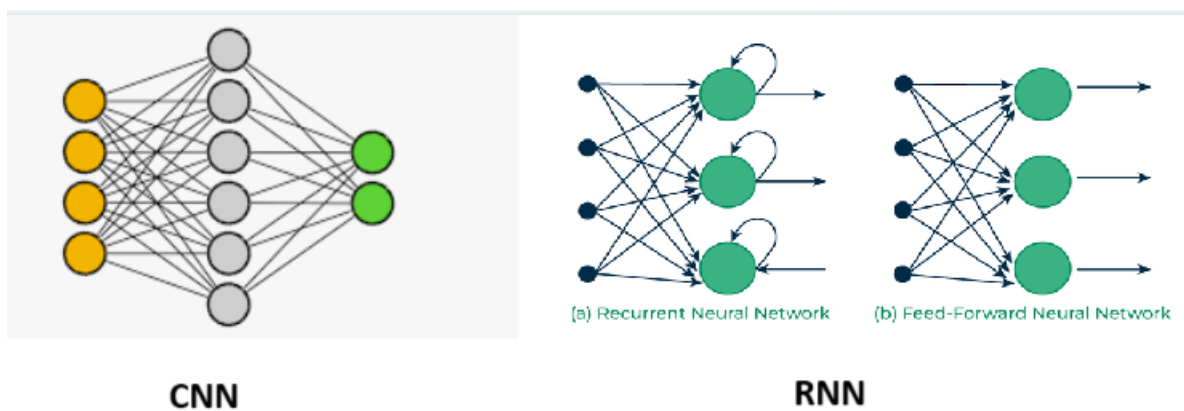 (a) Recurrent Neural Network
(b) Feed-Forward Neural Network
CNN
RNN